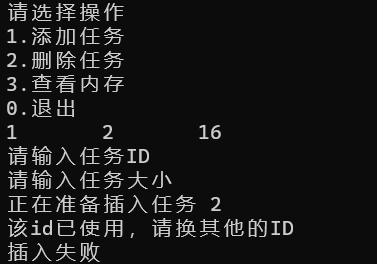 请选择操作
1.添加任务
2.删除任务
3.查看内存
0.退出
1 2 16
请输入任务ID
请输入任务大小
正在准备插入任务 2
该id已使用，请换其他的ID
插入失败